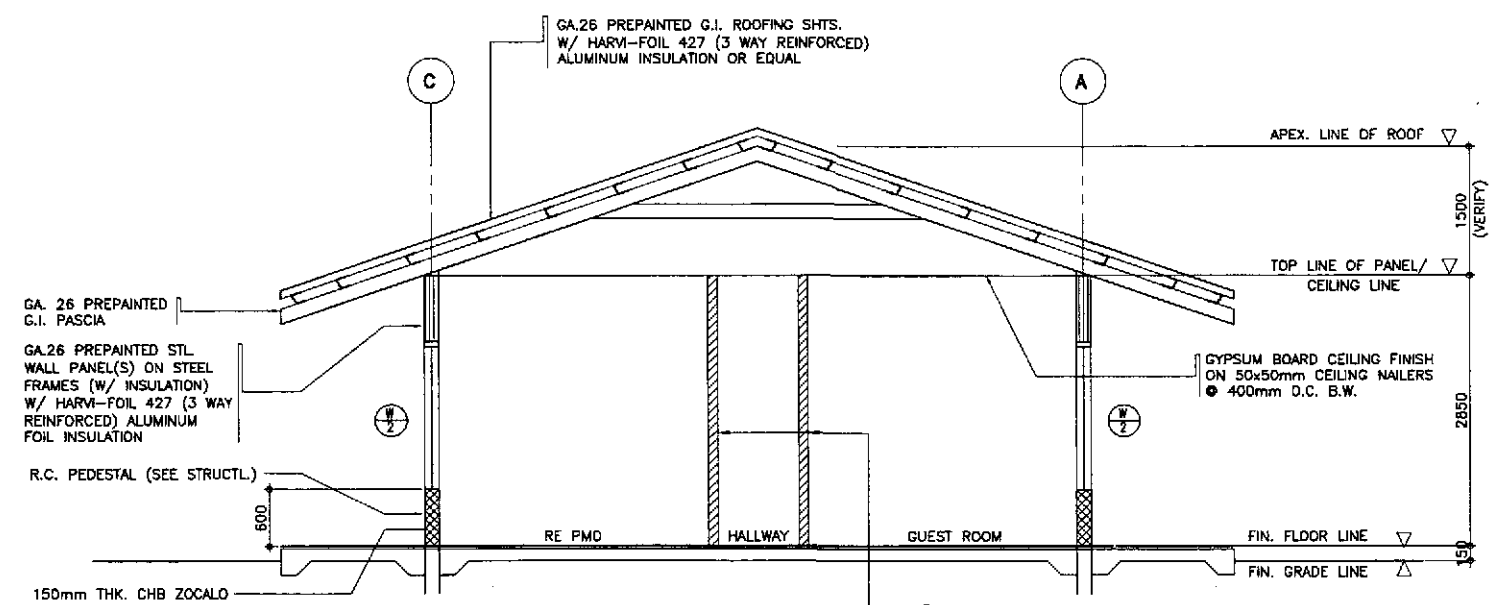 GA.26 PREPAINTED G.I. ROOFING SHTS.
W/ HARVI-FOIL 427 (3 WAY REINFORCED)
ALUMINUM INSULATION OR EQUAL
C
A
APEX. LINE OF ROOF
1500
(VERIFY)
TOP LINE OF PANEL/
CEILING LINE
GA. 26 PREPAINTED
G.I. PASCIA
GA.26 PREPAINTED STL.
WALL PANEL(S) ON STEEL
FRAMES (W/ INSULATION)
W/ HARVI-FOIL 427 (3 WAY
REINFORCED) ALUMINUM
FOIL INSULATION
GYPSUM BOARD CEILING FINISH
ON 50x50mm CEILING NAILERS
@ 400mm O.C. B.W.
W
2
W
2
2850
R.C. PEDESTAL (SEE STRUCTL.)
600
RE PMO
HALLWAY
GUEST ROOM
FIN. FLOOR LINE
150
FIN. GRADE LINE
150mm THK. CHB ZOCALO